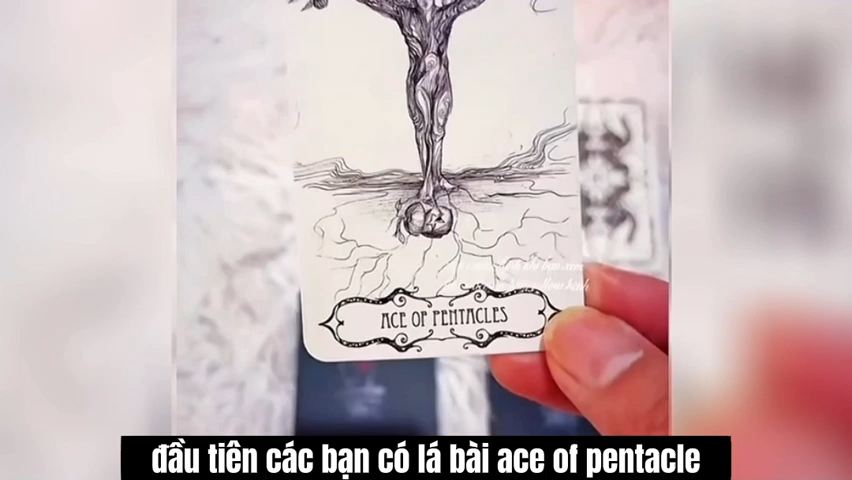 ACE OF PENTACLES
đầu tiên các bạn có lá bài ace of pentacle